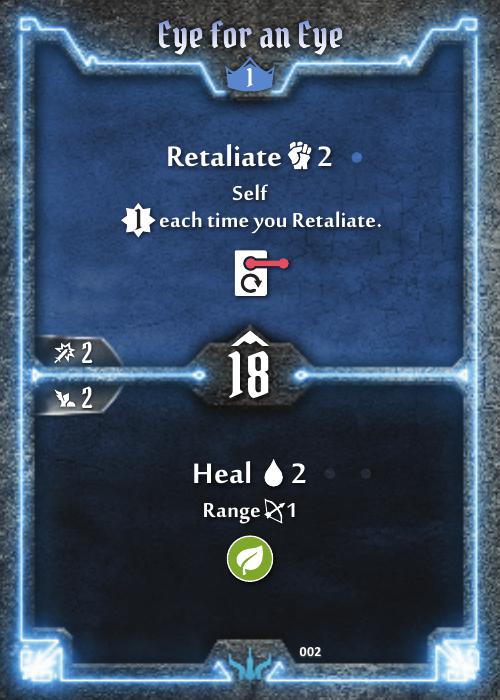 Eye for an Eye
1
Retaliate 2
Self
1 each time you Retaliate.
2
18
2
Heal 2
Range 1
002